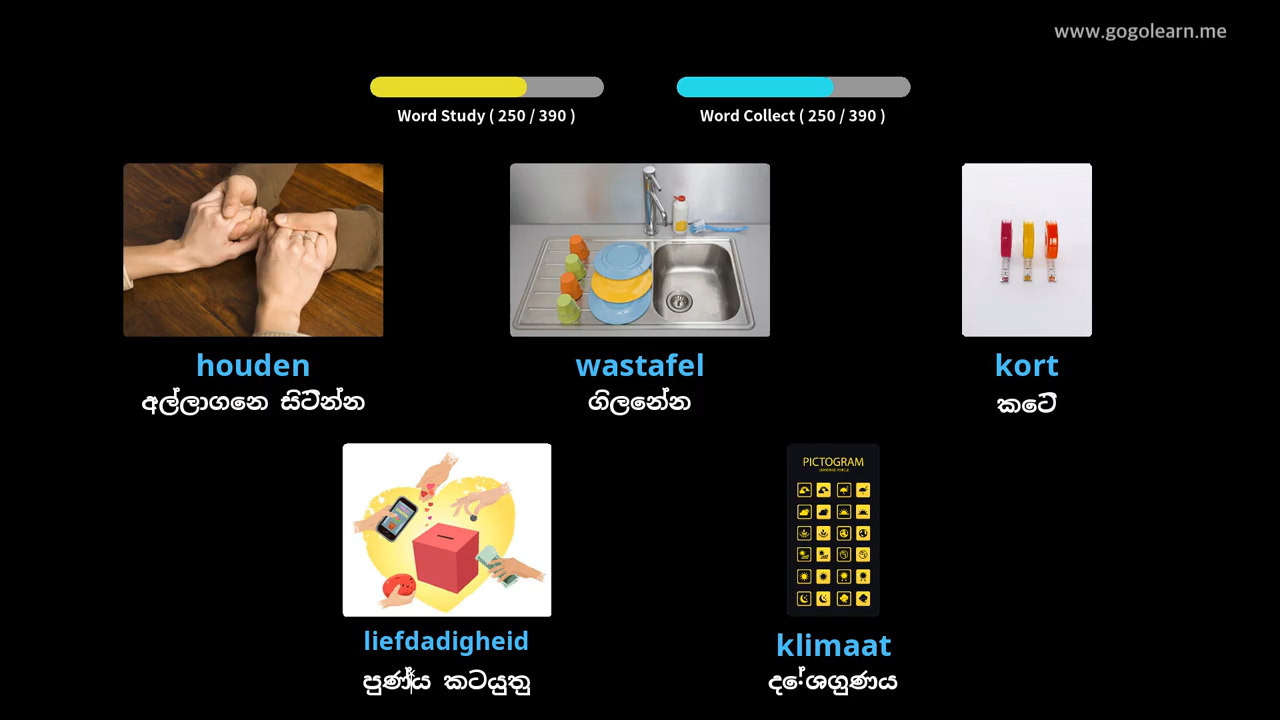 www.gogolearn.me
Word Study ( 250 / 390 )
Word Collect ( 250 / 390 )
houden
අල්ලාගෙන සිටින්න
wastafel
ගිලනේන
kort
කෙටි
PICTOGRAM
liefdadigheid
පුණ්‍ය කටයුතු
klimaat
දේශගුණය